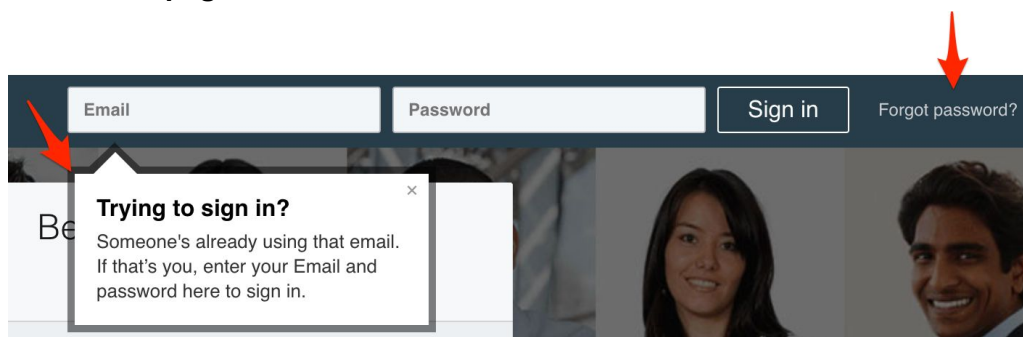 Email
Password
Sign in
Forgot password?
Trying to sign in?
×
Someone's already using that email.
If that’s you, enter your Email and
password here to sign in.
Be